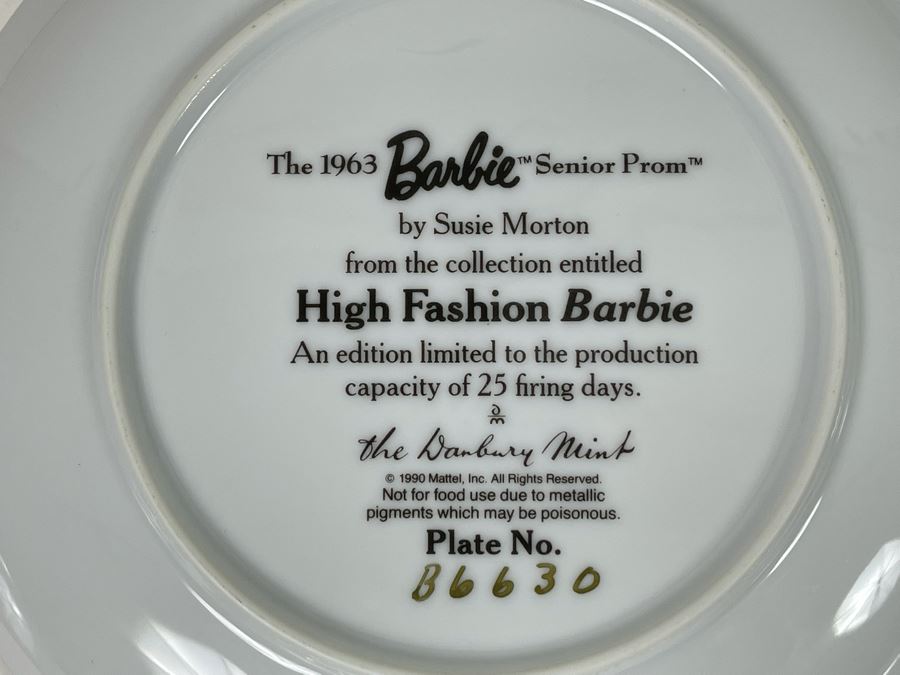 The 1963 Barbie™ Senior Prom™
by Susie Morton
from the collection entitled
High Fashion Barbie
An edition limited to the production
capacity of 25 firing days.
the Danbury Mint
© 1990 Mattel, Inc. All Rights Reserved.
Not for food use due to metallic
pigments which may be poisonous.
Plate No.
B6630